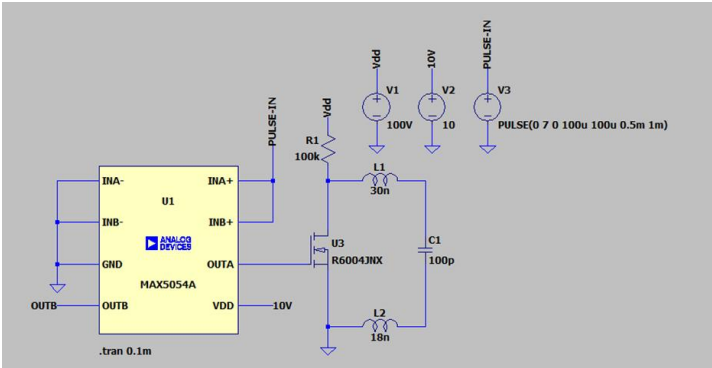 Vdd
10V
PULSE-IN
V1
V2
V3
100V
10
PULSE(0 7 0 100u 100u 0.5m 1m)
PULSE-IN
Vdd
R1
100k
L1
30n
INA-
INA+
U1
INB-
INB+
ANALOG
DEVICES
U3
R6004JNX
C1
100p
GND
OUTA
MAX5054A
OUTB
OUTB
VDD
10V
L2
18n
.tran 0.1m